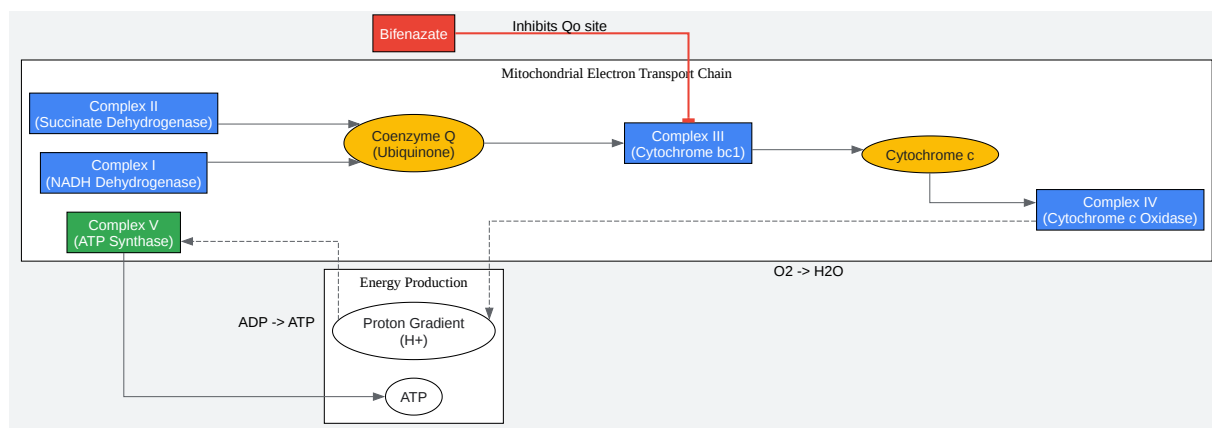 Inhibits Qo site
Bifenazate
Mitochondrial Electron Transport Chain
Complex II
(Succinate Dehydrogenase)
Coenzyme Q
(Ubiquinone)
Complex III
(Cytochrome bc1)
Cytochrome c
Complex I
(NADH Dehydrogenase)
Complex IV
(Cytochrome c Oxidase)
Complex V
(ATP Synthase)
O2 -> H2O
Energy Production
ADP -> ATP
Proton Gradient
(H+)
ATP